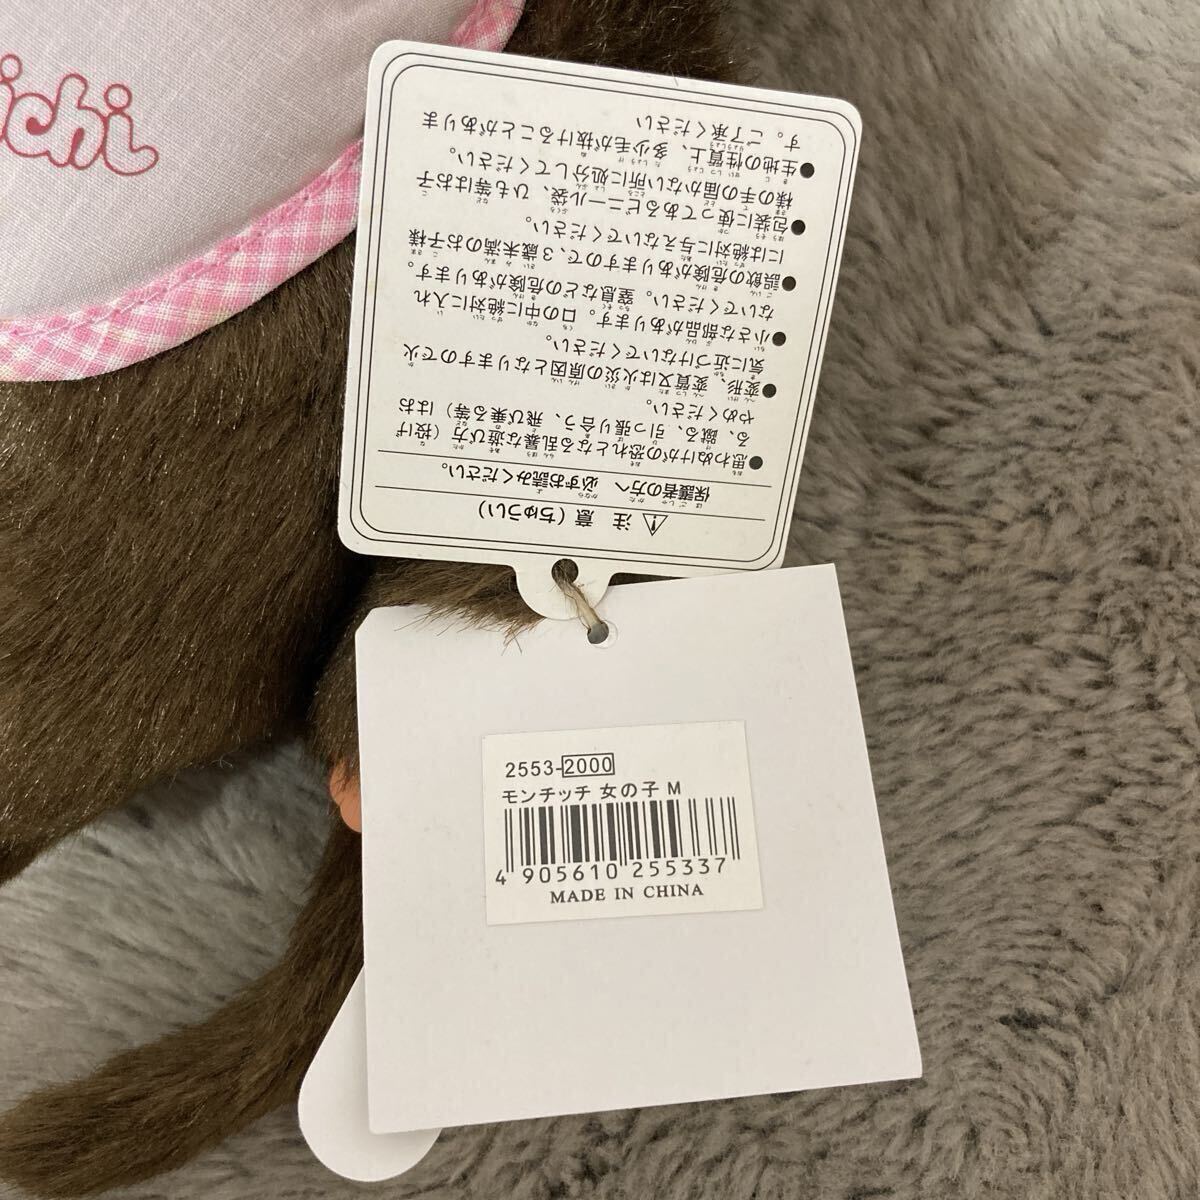 ichi
注 意 (ちゅうい)
保護者の方へ 必ずお読みください。
●思わぬけがの恐れとなる乱暴な遊び方(投げ
る、蹴る、引っ張り合う、飛び乗る等)はお
やめください。
●変形、変質又は火災の原因となりますので火
気に近づけないでください。
●小さな部品があります。口の中に絶対に入れ
ないでください。窒息などの危険があります。
●誤飲の危険がありますので、3歳未満のお子様
には絶対に与えないでください。
●包装に使ってあるビニール袋、ひも等はお子
様の手の届かない所に処分してください。
●生地の性質上、多少毛が抜けることがありま
す。ご了承ください
2553-2000
モンチッチ 女の子 M
4 905610 255337
MADE IN CHINA